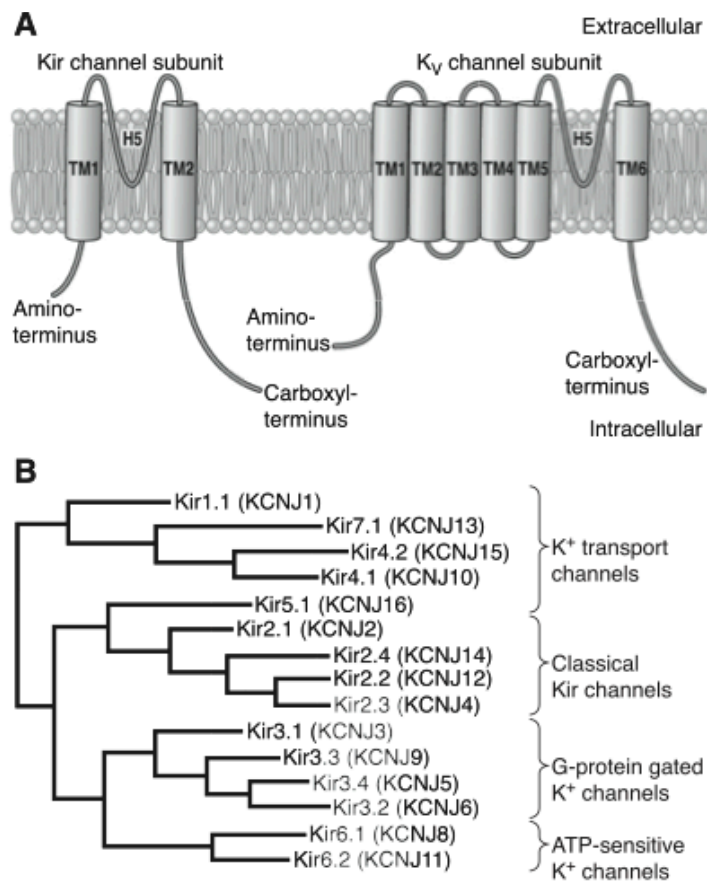 A
Extracellular
Kir channel subunit
KV channel subunit
H5
H5
TM1
TM2
TM1
TM2
TM3
TM4
TM5
TM6
Amino-
terminus
Amino-
terminus
Carboxyl-
terminus
Carboxyl-
terminus
Intracellular
B
Kir1.1 (KCNJ1)
Kir7.1 (KCNJ13)
Kir4.2 (KCNJ15)
Kir4.1 (KCNJ10)
K+ transport
channels
Kir5.1 (KCNJ16)
Kir2.1 (KCNJ2)
Kir2.4 (KCNJ14)
Kir2.2 (KCNJ12)
Kir2.3 (KCNJ4)
Classical
Kir channels
Kir3.1 (KCNJ3)
Kir3.3 (KCNJ9)
Kir3.4 (KCNJ5)
Kir3.2 (KCNJ6)
G-protein gated
K+ channels
Kir6.1 (KCNJ8)
Kir6.2 (KCNJ11)
ATP-sensitive
K+ channels